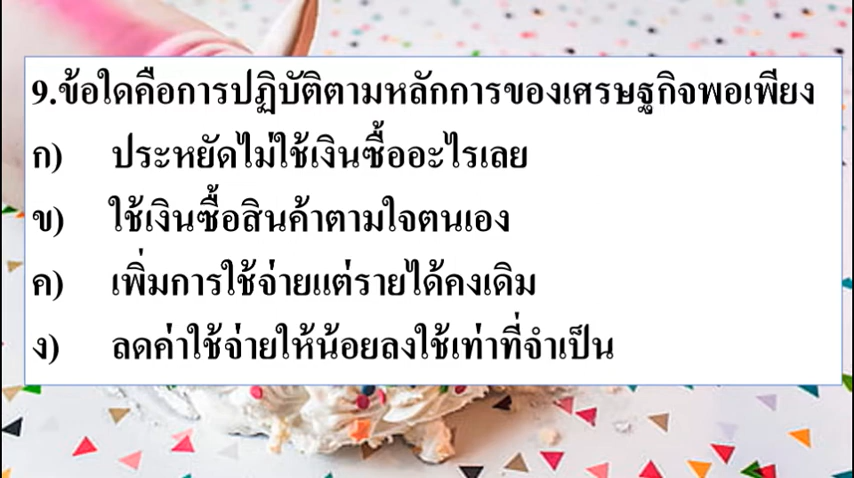 9.ข้อใดคือการปฏิบัติตามหลักการของเศรษฐกิจพอเพียง
ก) ประหยัดไม่ใช้เงินซื้ออะไรเลย
ข) ใช้เงินซื้อสินค้าตามใจตนเอง
ค) เพิ่มการใช้จ่ายแต่รายได้คงเดิม
ง) ลดค่าใช้จ่ายให้น้อยลงใช้เท่าที่จำเป็น